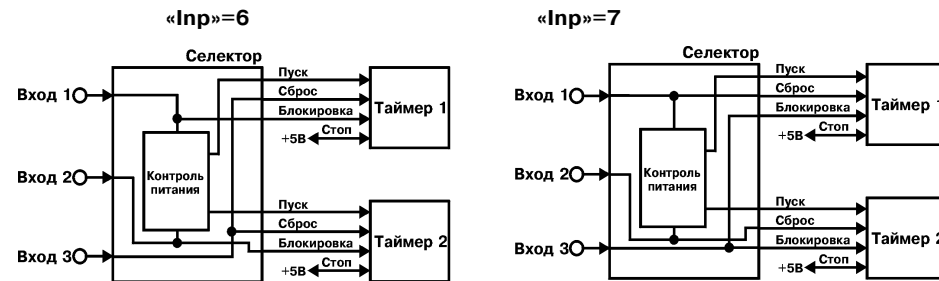 «Inp»=6
Селектор
Вход 1
Вход 2
Вход 3
Контроль
питания
Пуск
Сброс
Блокировка
+5В
Стоп
Таймер 1
Пуск
Сброс
Блокировка
+5В
Стоп
Таймер 2
«Inp»=7
Селектор
Вход 1
Вход 2
Вход 3
Контроль
питания
Пуск
Сброс
Блокировка
+5В
Стоп
Таймер
Пуск
Сброс
Блокировка
+5В
Стоп
Таймер